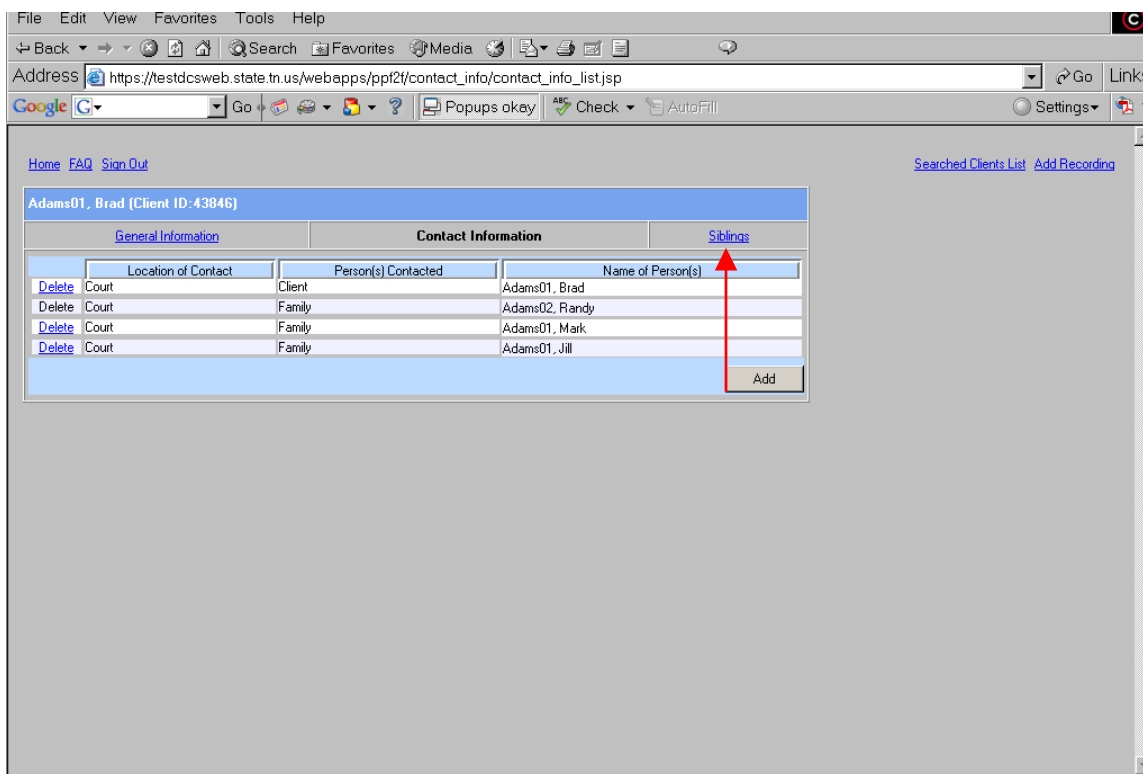 File Edit View Favorites Tools Help
Back Search Favorites Media
Address https://testdcsweb.state.tn.us/webapps/ppf2f/contact_info/contact_info_list.jsp Go Links
Google G Go Popups okay ABC Check AutoFill Settings
Home FAQ Sign Out Searched Clients List Add Recording
Adams01, Brad (Client ID:43846)
General Information Contact Information Siblings
Location of Contact Person(s) Contacted Name of Person(s)
Delete Court Client Adams01, Brad
Delete Court Family Adams02, Randy
Delete Court Family Adams01, Mark
Delete Court Family Adams01, Jill
Add